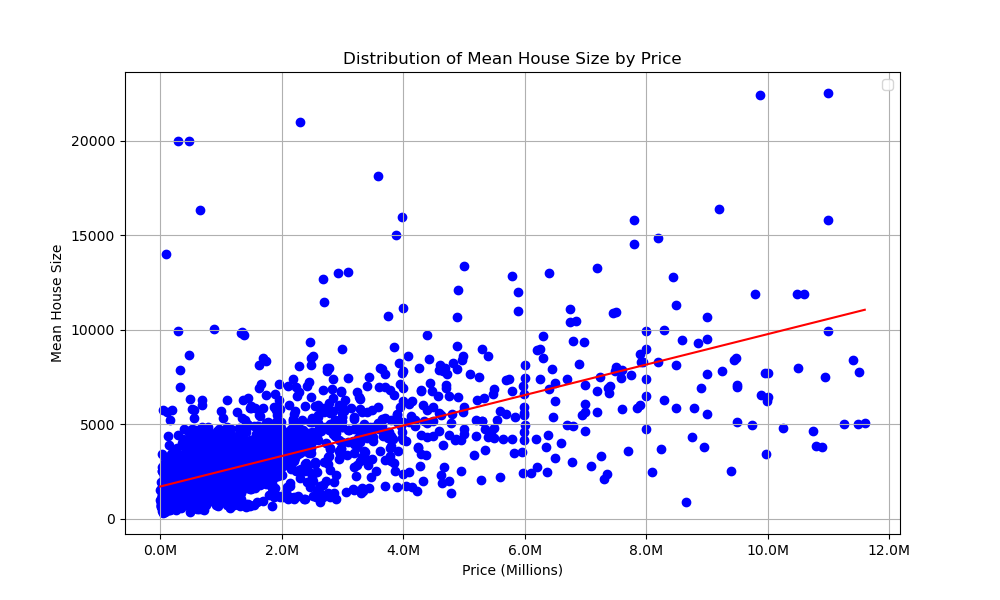 Distribution of Mean House Size by Price
Mean House Size
20000
15000
10000
5000
0
0.0M 2.0M 4.0M 6.0M 8.0M 10.0M 12.0M
Price (Millions)